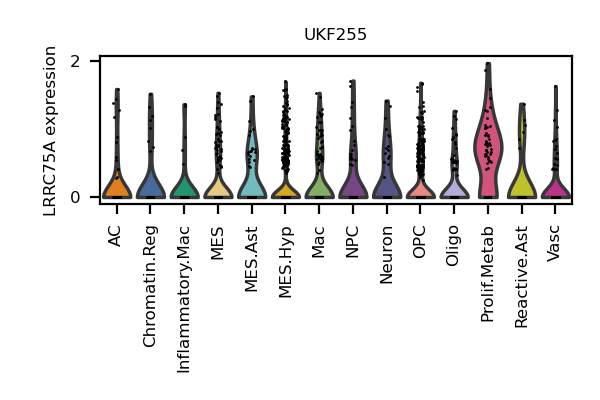 UKF255
LRRC75A expression
2
0
AC
Chromatin.Reg
Inflammatory.Mac
MES
MES.Ast
MES.Hyp
Mac
NPC
Neuron
OPC
Oligo
Prolif.Metab
Reactive.Ast
Vasc